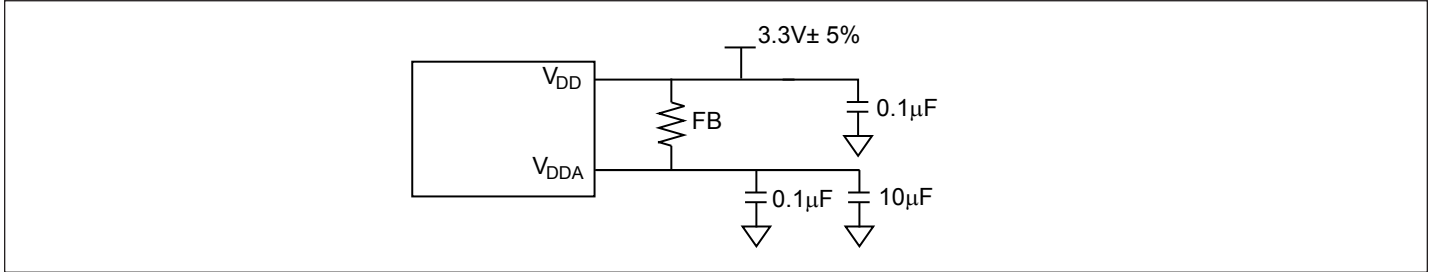 3.3V± 5%
VDD
0.1µF
FB
VDDA
0.1µF
10µF